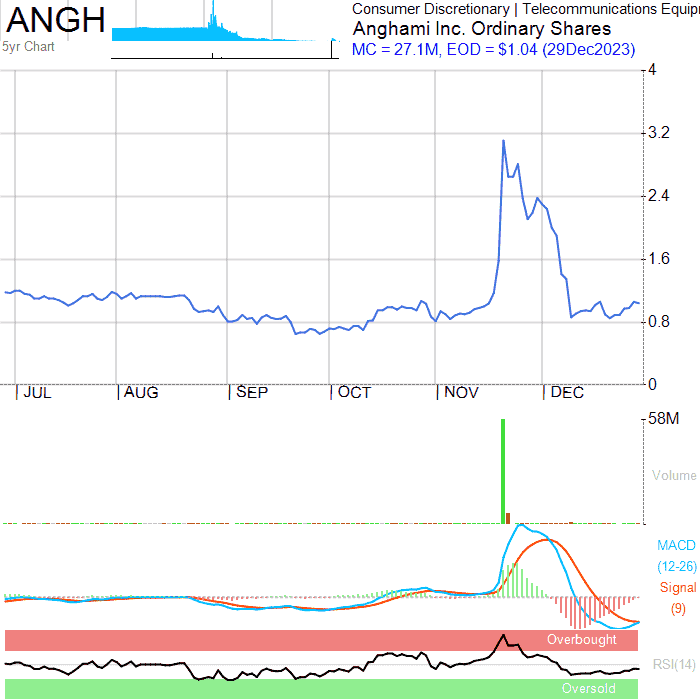 ANGH
5yr Chart
Consumer Discretionary | Telecommunications Equip
Anghami Inc. Ordinary Shares
MC = 27.1M, EOD = $1.04 (29Dec2023)
4
3.2
2.4
1.6
0.8
0
JUL AUG SEP OCT NOV DEC
58M
Volume
MACD
(12-26)
Signal
(9)
Overbought
RSI(14)
Oversold